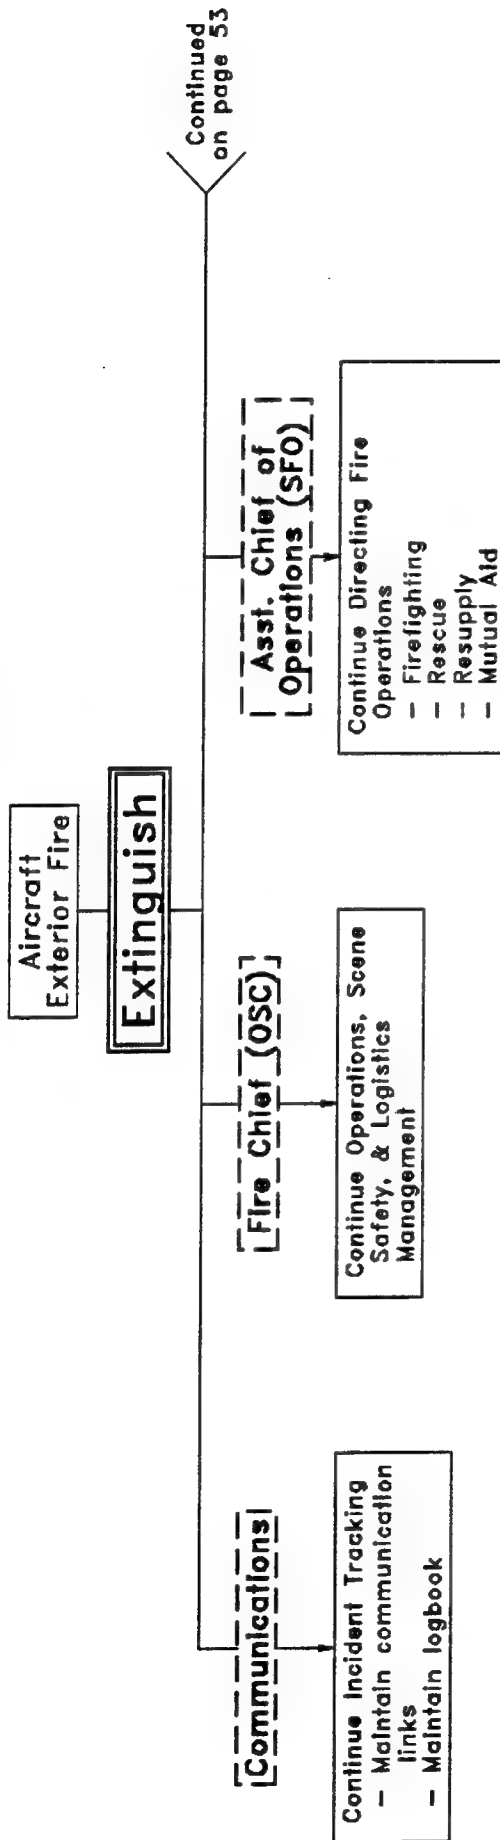 Aircraft
Exterior Fire
Extinguish
Continued
on page 53
Communications
Continue Incident Tracking
– Maintain communication
links
– Maintain logbook
Fire Chief (OSC)
Continue Operations, Scene
Safety, & Logistics
Management
Asst. Chief of
Operations (SFO)
Continue Directing Fire
Operations
– Firefighting
– Rescue
– Resupply
– Mutual Aid